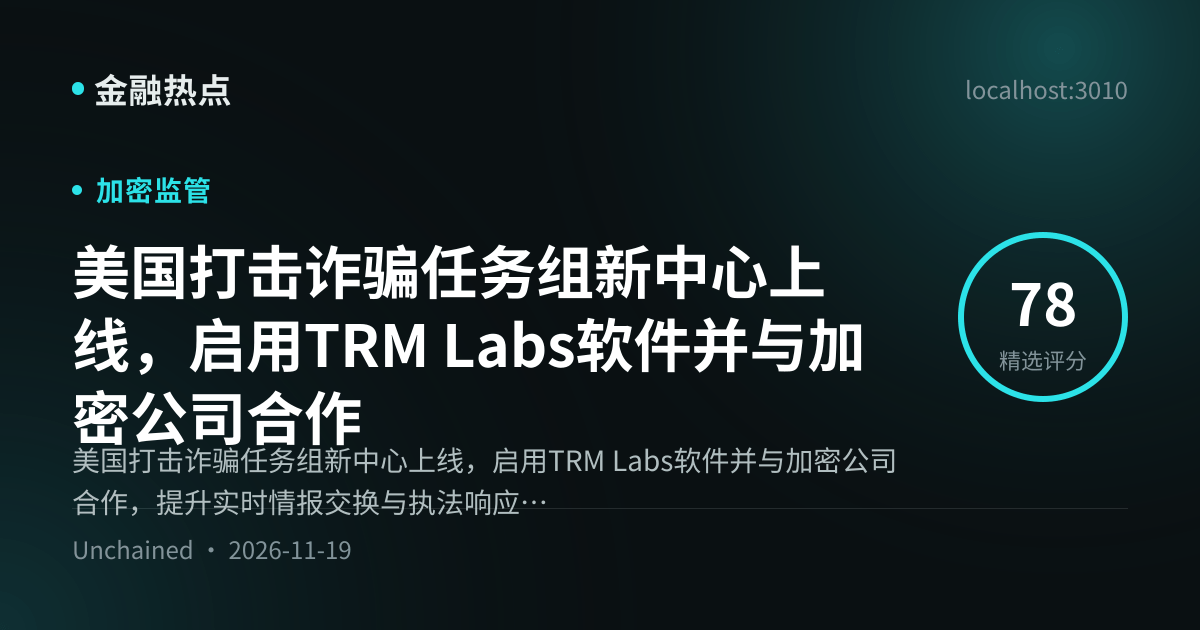 金融热点
localhost:3010
加密监管
美国打击诈骗任务组新中心上
线，启用TRM Labs软件并与加
密公司合作
78
精选评分
美国打击诈骗任务组新中心上线，启用TRM Labs软件并与加密公司
合作，提升实时情报交换与执法响应…
Unchained · 2026-11-19